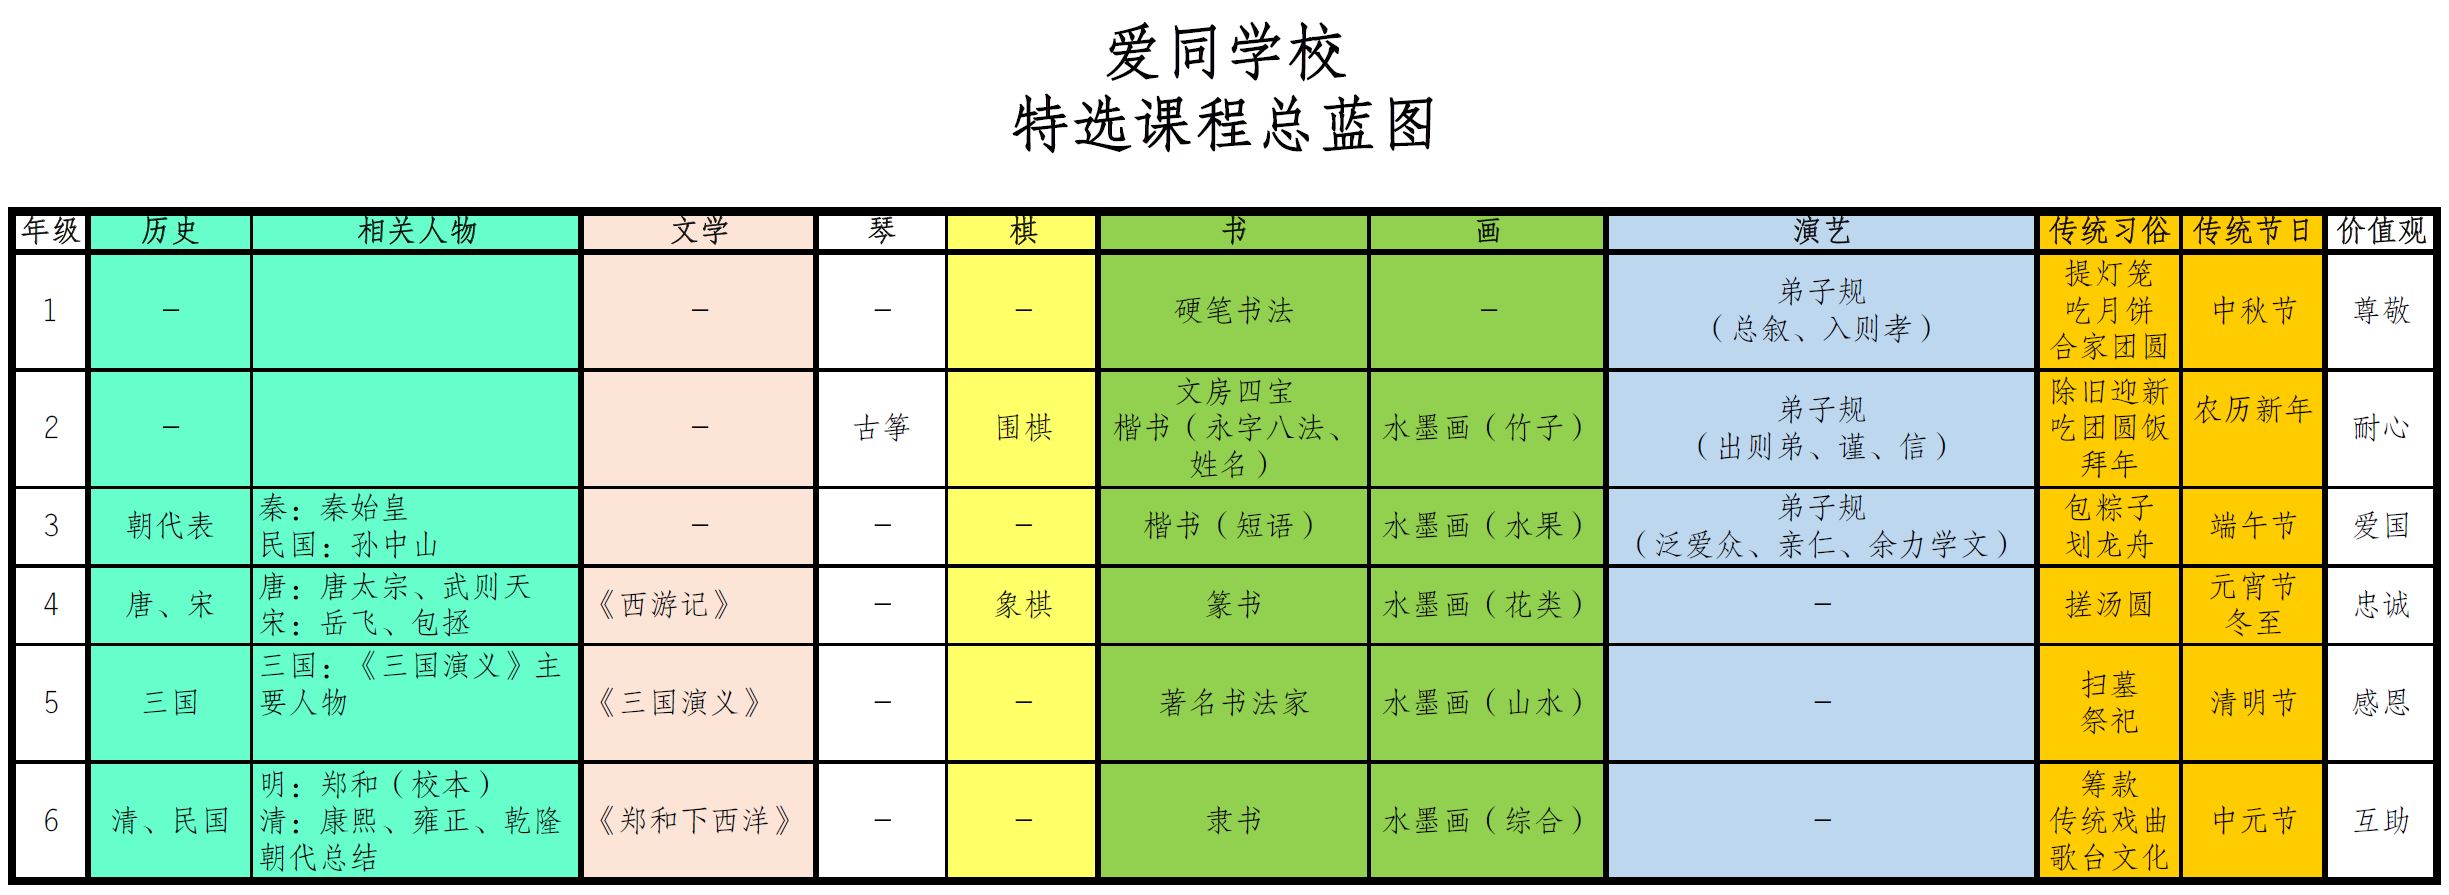 爱同学校
特选课程总蓝图
年级 历史 相关人物 文学 琴 棋 书 画 演艺 传统习俗 传统节日 价值观
1 – – – – 硬笔书法 – 弟子规
（总叙、入则孝） 提灯笼
吃月饼
合家团圆 中秋节 尊敬
2 – – 古筝 围棋 文房四宝
楷书（永字八法、
姓名） 水墨画（竹子） 弟子规
（出则弟、谨、信） 除旧迎新
吃团圆饭
拜年 农历新年 耐心
3 朝代表 秦：秦始皇
民国：孙中山 – – – 楷书（短语） 水墨画（水果） 弟子规
（泛爱众、亲仁、余力学文） 包粽子
划龙舟 端午节 爱国
4 唐、宋 唐：唐太宗、武则天
宋：岳飞、包拯 《西游记》 – 象棋 篆书 水墨画（花类） – 搓汤圆 元宵节
冬至 忠诚
5 三国 三国：《三国演义》主
要人物 《三国演义》 – – 著名书法家 水墨画（山水） – 扫墓
祭祀 清明节 感恩
6 清、民国 明：郑和（校本）
清：康熙、雍正、乾隆
朝代总结 《郑和下西洋》 – – 隶书 水墨画（综合） – 筹款
传统戏曲
歌台文化 中元节 互助